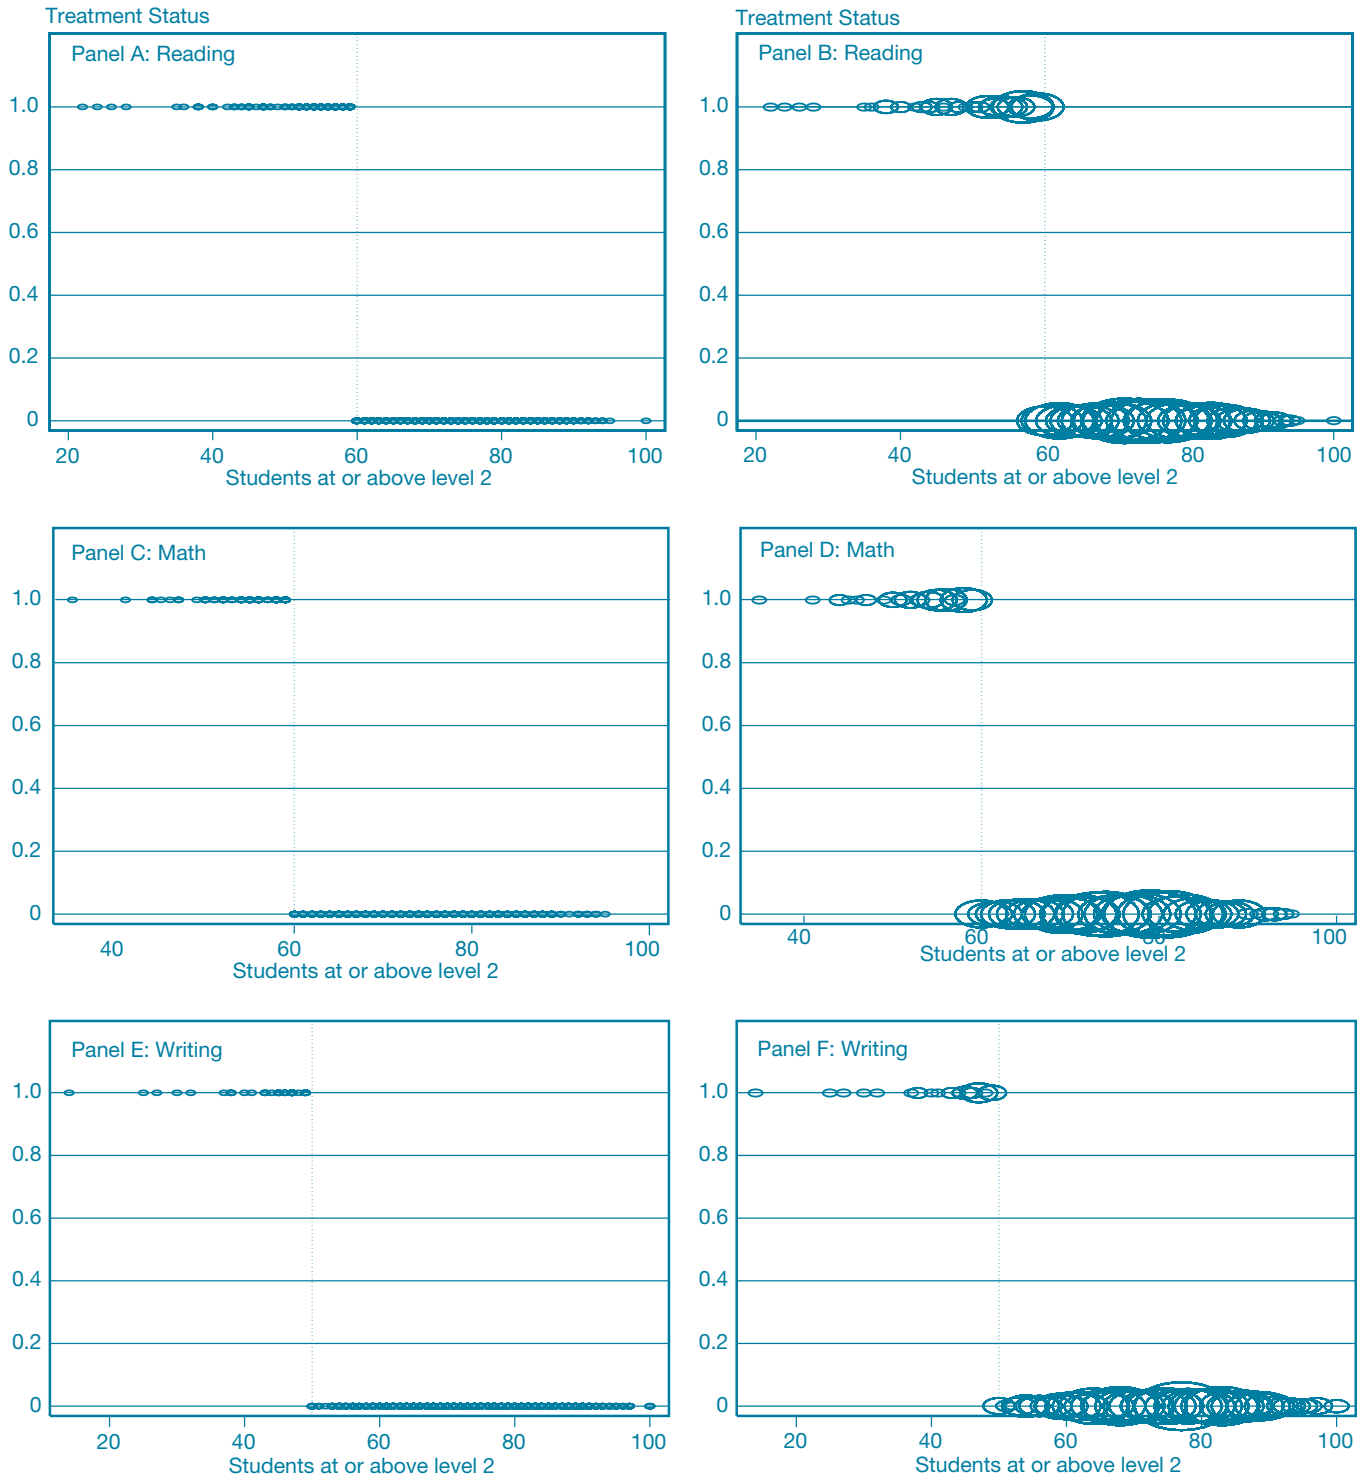 Treatment Status
Panel A: Reading
1.0
0.8
0.6
0.4
0.2
0
20 40 60 80 100
Students at or above level 2
Treatment Status
Panel B: Reading
1.0
0.8
0.6
0.4
0.2
0
20 40 60 80 100
Students at or above level 2
Panel C: Math
1.0
0.8
0.6
0.4
0.2
0
40 60 80 100
Students at or above level 2
Panel D: Math
1.0
0.8
0.6
0.4
0.2
0
40 60 80 100
Students at or above level 2
Panel E: Writing
1.0
0.8
0.6
0.4
0.2
0
20 40 60 80 100
Students at or above level 2
Panel F: Writing
1.0
0.8
0.6
0.4
0.2
0
20 40 60 80 100
Students at or above level 2